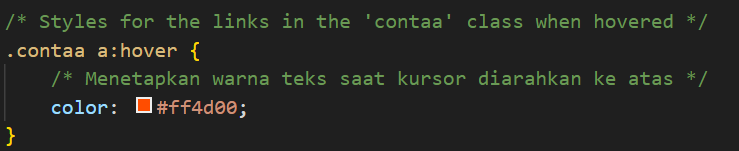 /* Styles for the links in the 'contaa' class when hovered */
.contaa a:hover {
/* Menetapkan warna teks saat kursor diarahkan ke atas */
color: #ff4d00;
}